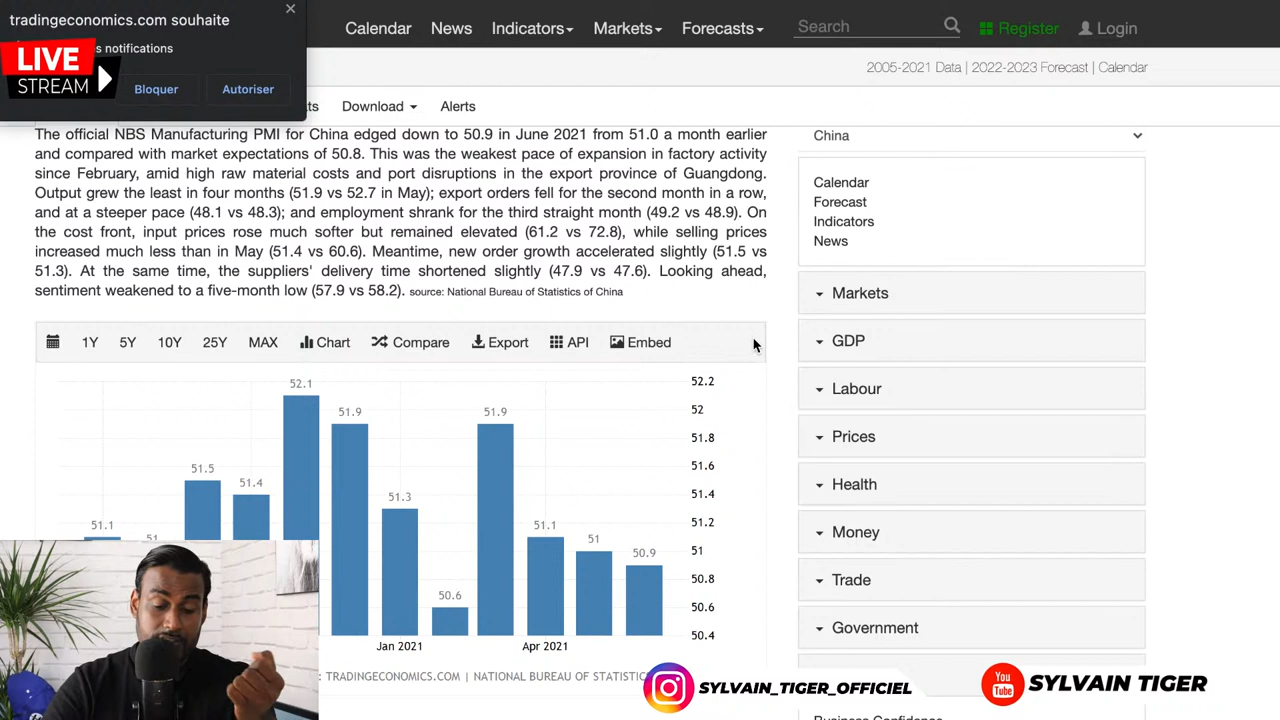 tradingeconomics.com souhaite
s notifications
LIVE
STREAM
Bloquer
Autoriser
Calendar
News
Indicators
Markets
Forecasts
Search
Register
Login
2005-2021 Data | 2022-2023 Forecast | Calendar
ts
Download
Alerts
The official NBS Manufacturing PMI for China edged down to 50.9 in June 2021 from 51.0 a month earlier
and compared with market expectations of 50.8. This was the weakest pace of expansion in factory activity
since February, amid high raw material costs and port disruptions in the export province of Guangdong.
Output grew the least in four months (51.9 vs 52.7 in May); export orders fell for the second month in a row,
and at a steeper pace (48.1 vs 48.3); and employment shrank for the third straight month (49.2 vs 48.9). On
the cost front, input prices rose much softer but remained elevated (61.2 vs 72.8), while selling prices
increased much less than in May (51.4 vs 60.6). Meantime, new order growth accelerated slightly (51.5 vs
51.3). At the same time, the suppliers' delivery time shortened slightly (47.9 vs 47.6). Looking ahead,
sentiment weakened to a five-month low (57.9 vs 58.2). source: National Bureau of Statistics of China
China
Calendar
Forecast
Indicators
News
Markets
GDP
Labour
Prices
Health
Money
Trade
Government
1Y
5Y
10Y
25Y
MAX
Chart
Compare
Export
API
Embed
51.1
51
51.5
51.4
52.1
51.9
51.3
50.6
51.9
51.1
51
50.9
52.2
52
51.8
51.6
51.4
51.2
51
50.8
50.6
50.4
Jan 2021
Apr 2021
: TRADINGECONOMICS.COM | NATIONAL BUREAU OF STATISTIC
SYLVAIN_TIGER_OFFICIEL
You
Tube
SYLVAIN TIGER